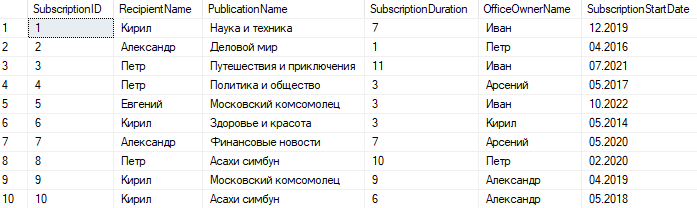 SubscriptionID RecipientName PublicationName SubscriptionDuration OfficeOwnerName SubscriptionStartDate
1 1 Кирил Наука и техника 7 Иван 12.2019
2 2 Александр Деловой мир 1 Петр 04.2016
3 3 Петр Путешествия и приключения 11 Иван 07.2021
4 4 Петр Политика и общество 3 Арсений 05.2017
5 5 Евгений Московский комсомолец 3 Иван 10.2022
6 6 Кирил Здоровье и красота 3 Кирил 05.2014
7 7 Александр Финансовые новости 7 Арсений 05.2020
8 8 Петр Асахи симбун 10 Петр 02.2020
9 9 Кирил Московский комсомолец 9 Александр 04.2019
10 10 Кирил Асахи симбун 6 Александр 05.2018